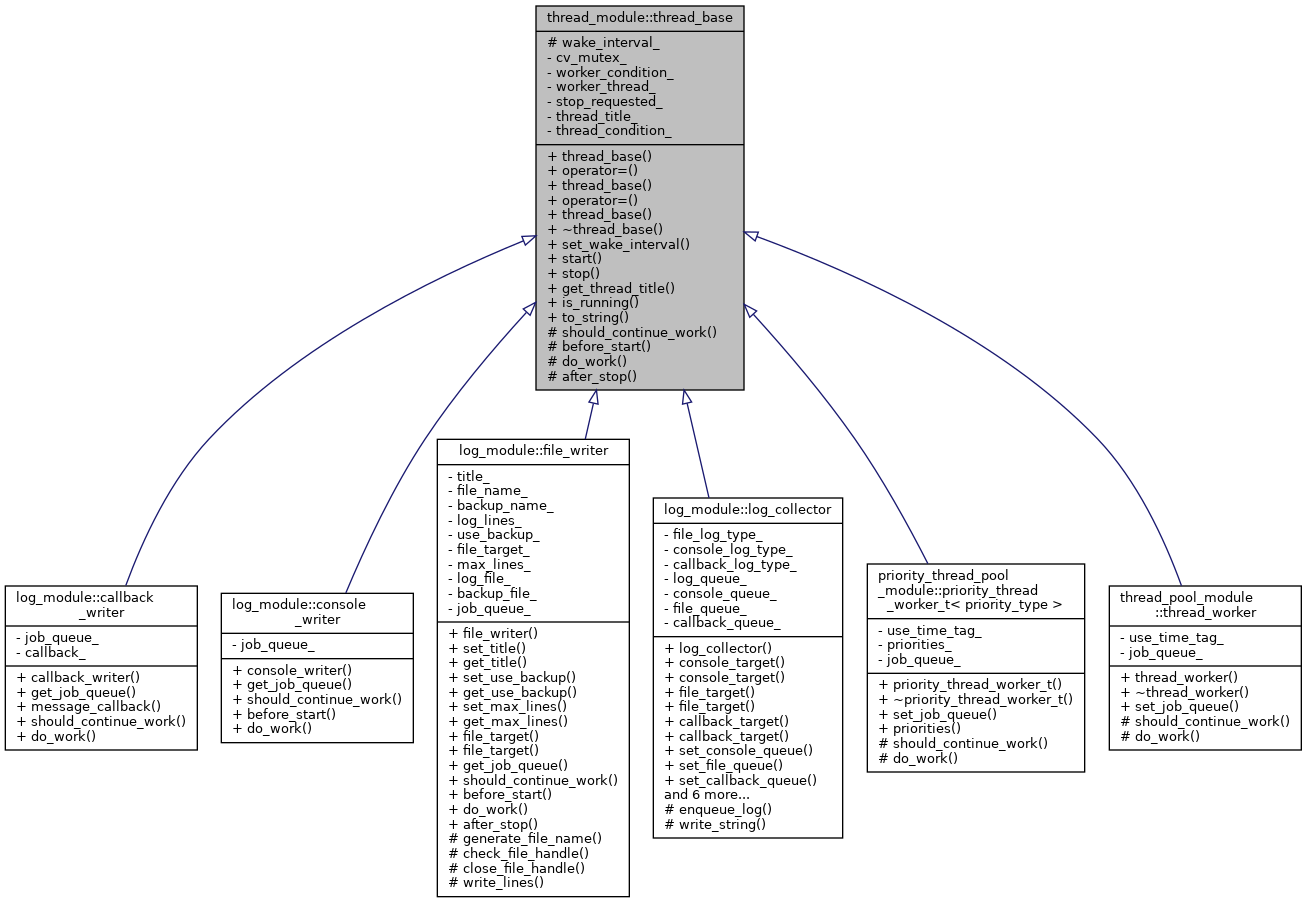 thread_module::thread_base
# wake_interval_
- cv_mutex_
- worker_condition_
- worker_thread_
- stop_requested_
- thread_title_
- thread_condition_
+ thread_base()
+ operator=()
+ thread_base()
+ operator=()
+ thread_base()
+ ~thread_base()
+ set_wake_interval()
+ start()
+ stop()
+ get_thread_title()
+ is_running()
+ to_string()
# should_continue_work()
# before_start()
# do_work()
# after_stop()
log_module::callback
_writer
- job_queue_
- callback_
+ callback_writer()
+ get_job_queue()
+ message_callback()
+ should_continue_work()
+ do_work()
log_module::console
_writer
- job_queue_
+ console_writer()
+ get_job_queue()
+ should_continue_work()
+ before_start()
+ do_work()
log_module::file_writer
- title_
- file_name_
- backup_name_
- log_lines_
- use_backup_
- file_target_
- max_lines_
- log_file_
- backup_file_
- job_queue_
+ file_writer()
+ set_title()
+ get_title()
+ set_use_backup()
+ get_use_backup()
+ set_max_lines()
+ get_max_lines()
+ file_target()
+ file_target()
+ get_job_queue()
+ should_continue_work()
+ before_start()
+ do_work()
+ after_stop()
# generate_file_name()
# check_file_handle()
# close_file_handle()
# write_lines()
log_module::log_collector
- file_log_type_
- console_log_type_
- callback_log_type_
- log_queue_
- console_queue_
- file_queue_
- callback_queue_
+ log_collector()
+ console_target()
+ console_target()
+ file_target()
+ file_target()
+ callback_target()
+ callback_target()
+ set_console_queue()
+ set_file_queue()
+ set_callback_queue()
and 6 more...
# enqueue_log()
# write_string()
priority_thread_pool
_module::priority_thread
_worker_t< priority_type >
- use_time_tag_
- priorities_
- job_queue_
+ priority_thread_worker_t()
+ ~priority_thread_worker_t()
+ set_job_queue()
+ priorities()
# should_continue_work()
# do_work()
thread_pool_module
::thread_worker
- use_time_tag_
- job_queue_
+ thread_worker()
+ ~thread_worker()
+ set_job_queue()
# should_continue_work()
# do_work()